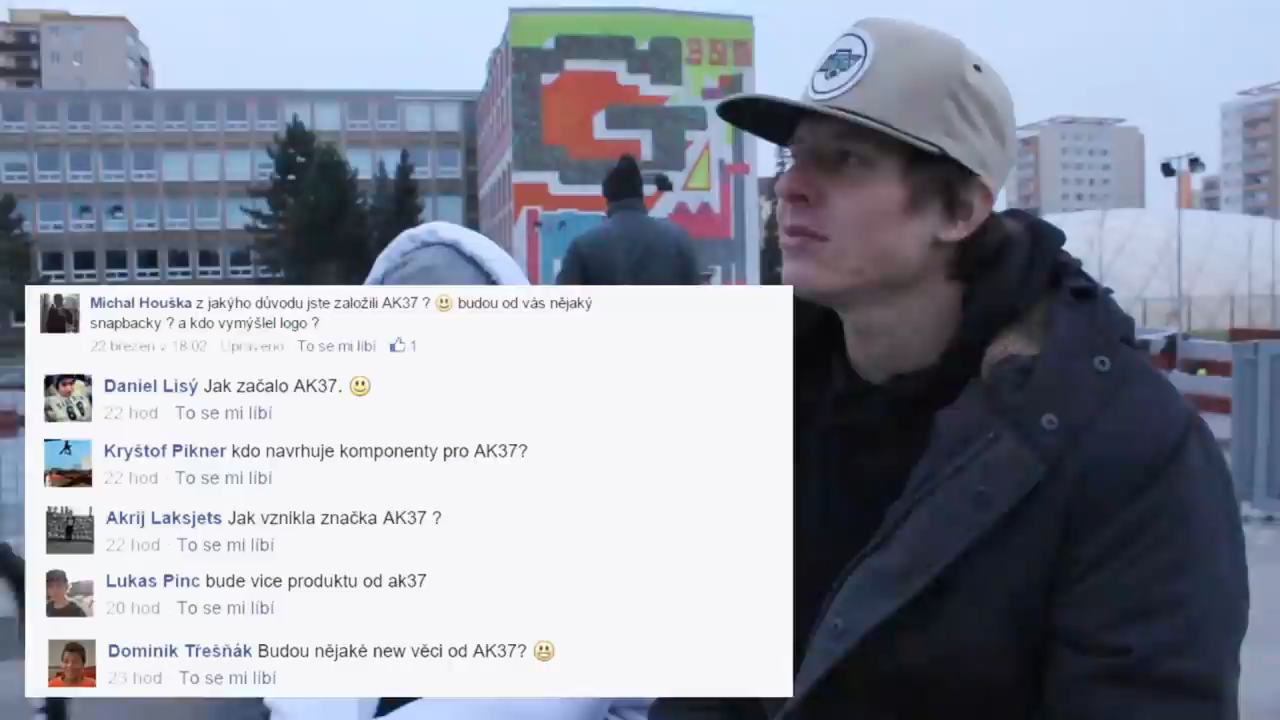 Michal Houška z jakýho důvodu jste založili AK37 ? 😃 budou od vás nějaký
snapbacky ? a kdo vymýšlel logo ?
22 březen v 18:02 · Upraveno · To se mi líbí · 1
Daniel Lisý Jak začalo AK37. 🙂
22 hod · To se mi líbí
Kryštof Pikner kdo navrhuje komponenty pro AK37?
22 hod · To se mi líbí
Akrij Laksjets Jak vznikla značka AK37 ?
22 hod · To se mi líbí
Lukas Pinc bude vice produktu od ak37
20 hod · To se mi líbí
Dominik Třešňák Budou nějaké new věci od AK37? 😃
23 hod · To se mi líbí